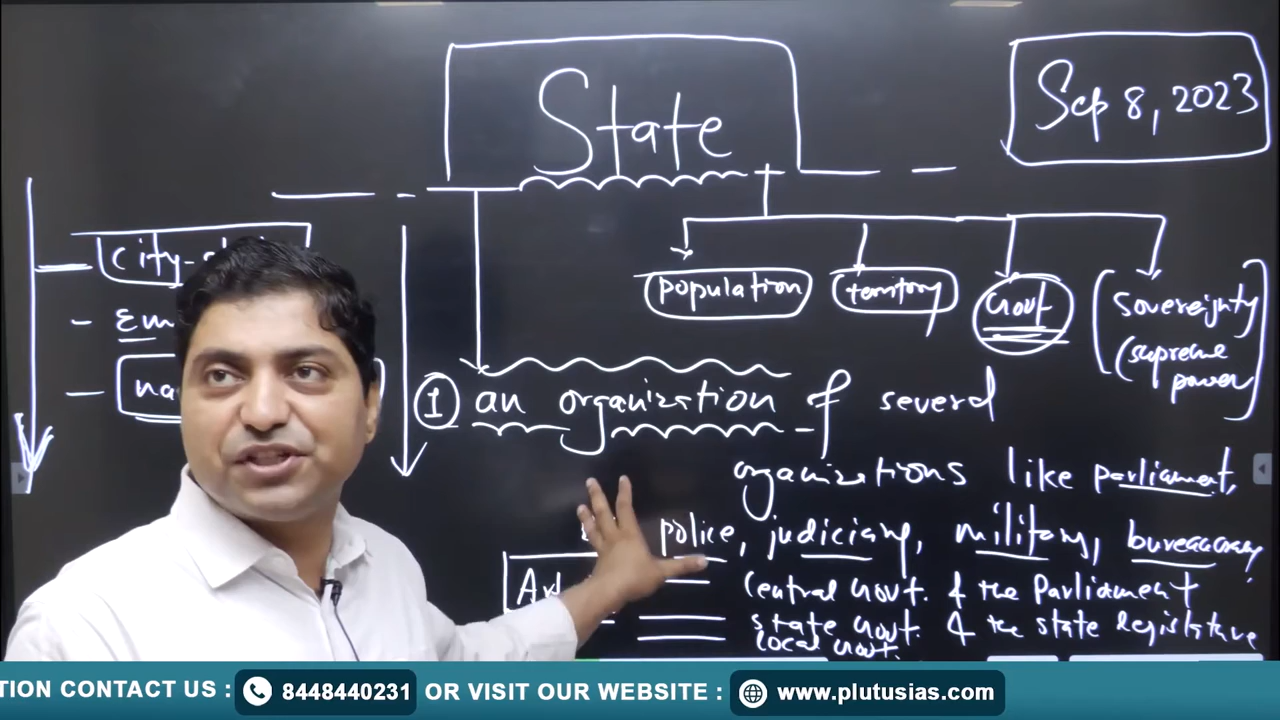 State
Sep 8, 2023
City-
population
territory
Govt
sovereignty
(supreme
power
① an organization of several
organizations like parliament,
police, judiciary, military, bureaucracy
Central Govt. & the Parliament
state Govt. & the state legislative
local Govt.
TION CONTACT US : 8448440231 OR VISIT OUR WEBSITE : www.plutusias.com